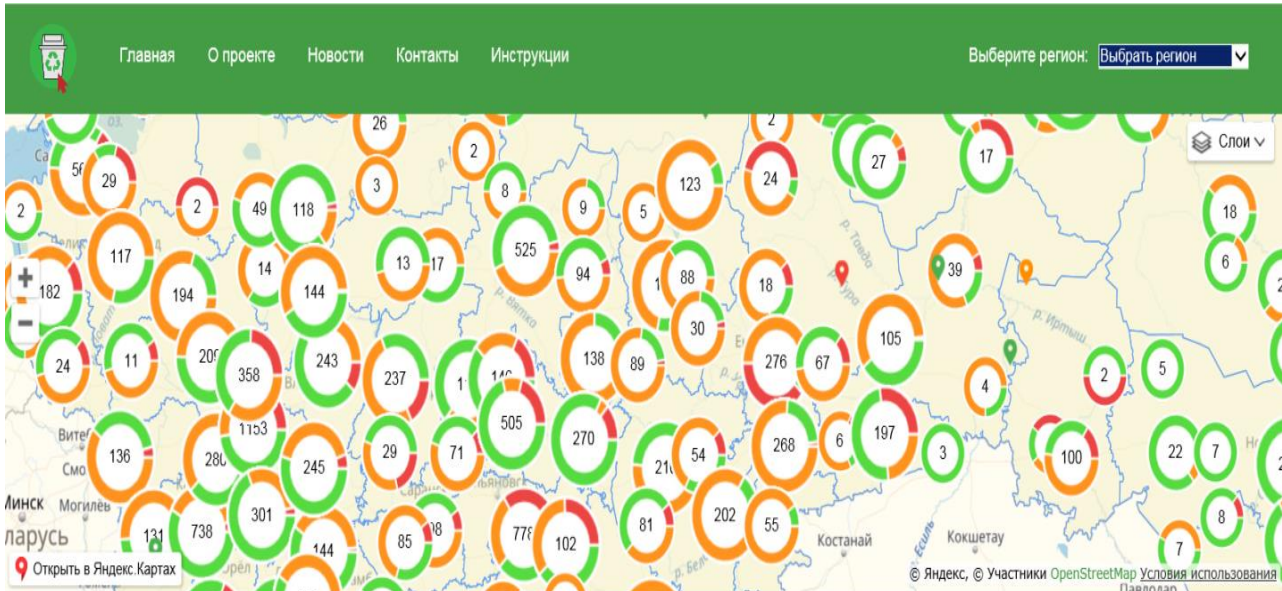 Главная О проекте Новости Контакты Инструкции Выберите регион: Выбрать регион
Слои
26 2
56 29 2 3 8 123 24 27 17
2 49 118 9 5 18
117 14 13 17 525 94 88 18 39 6
182 194 144 30 105
р. Тавда
р. Вятка
р. Иртыш
24 11 209 358 243 237 138 89 276 67 4 2 5
136 280 1153 245 29 71 505 270 54 268 6 197 3 100 22 7
Минск Могилёв
131 738 301 144 85 98 778 102 81 202 55 8 7
Костанай Кокшетау
Есиль
Открыть в Яндекс.Картах
© Яндекс, © Участники OpenStreetMap Условия использования
Павлодар